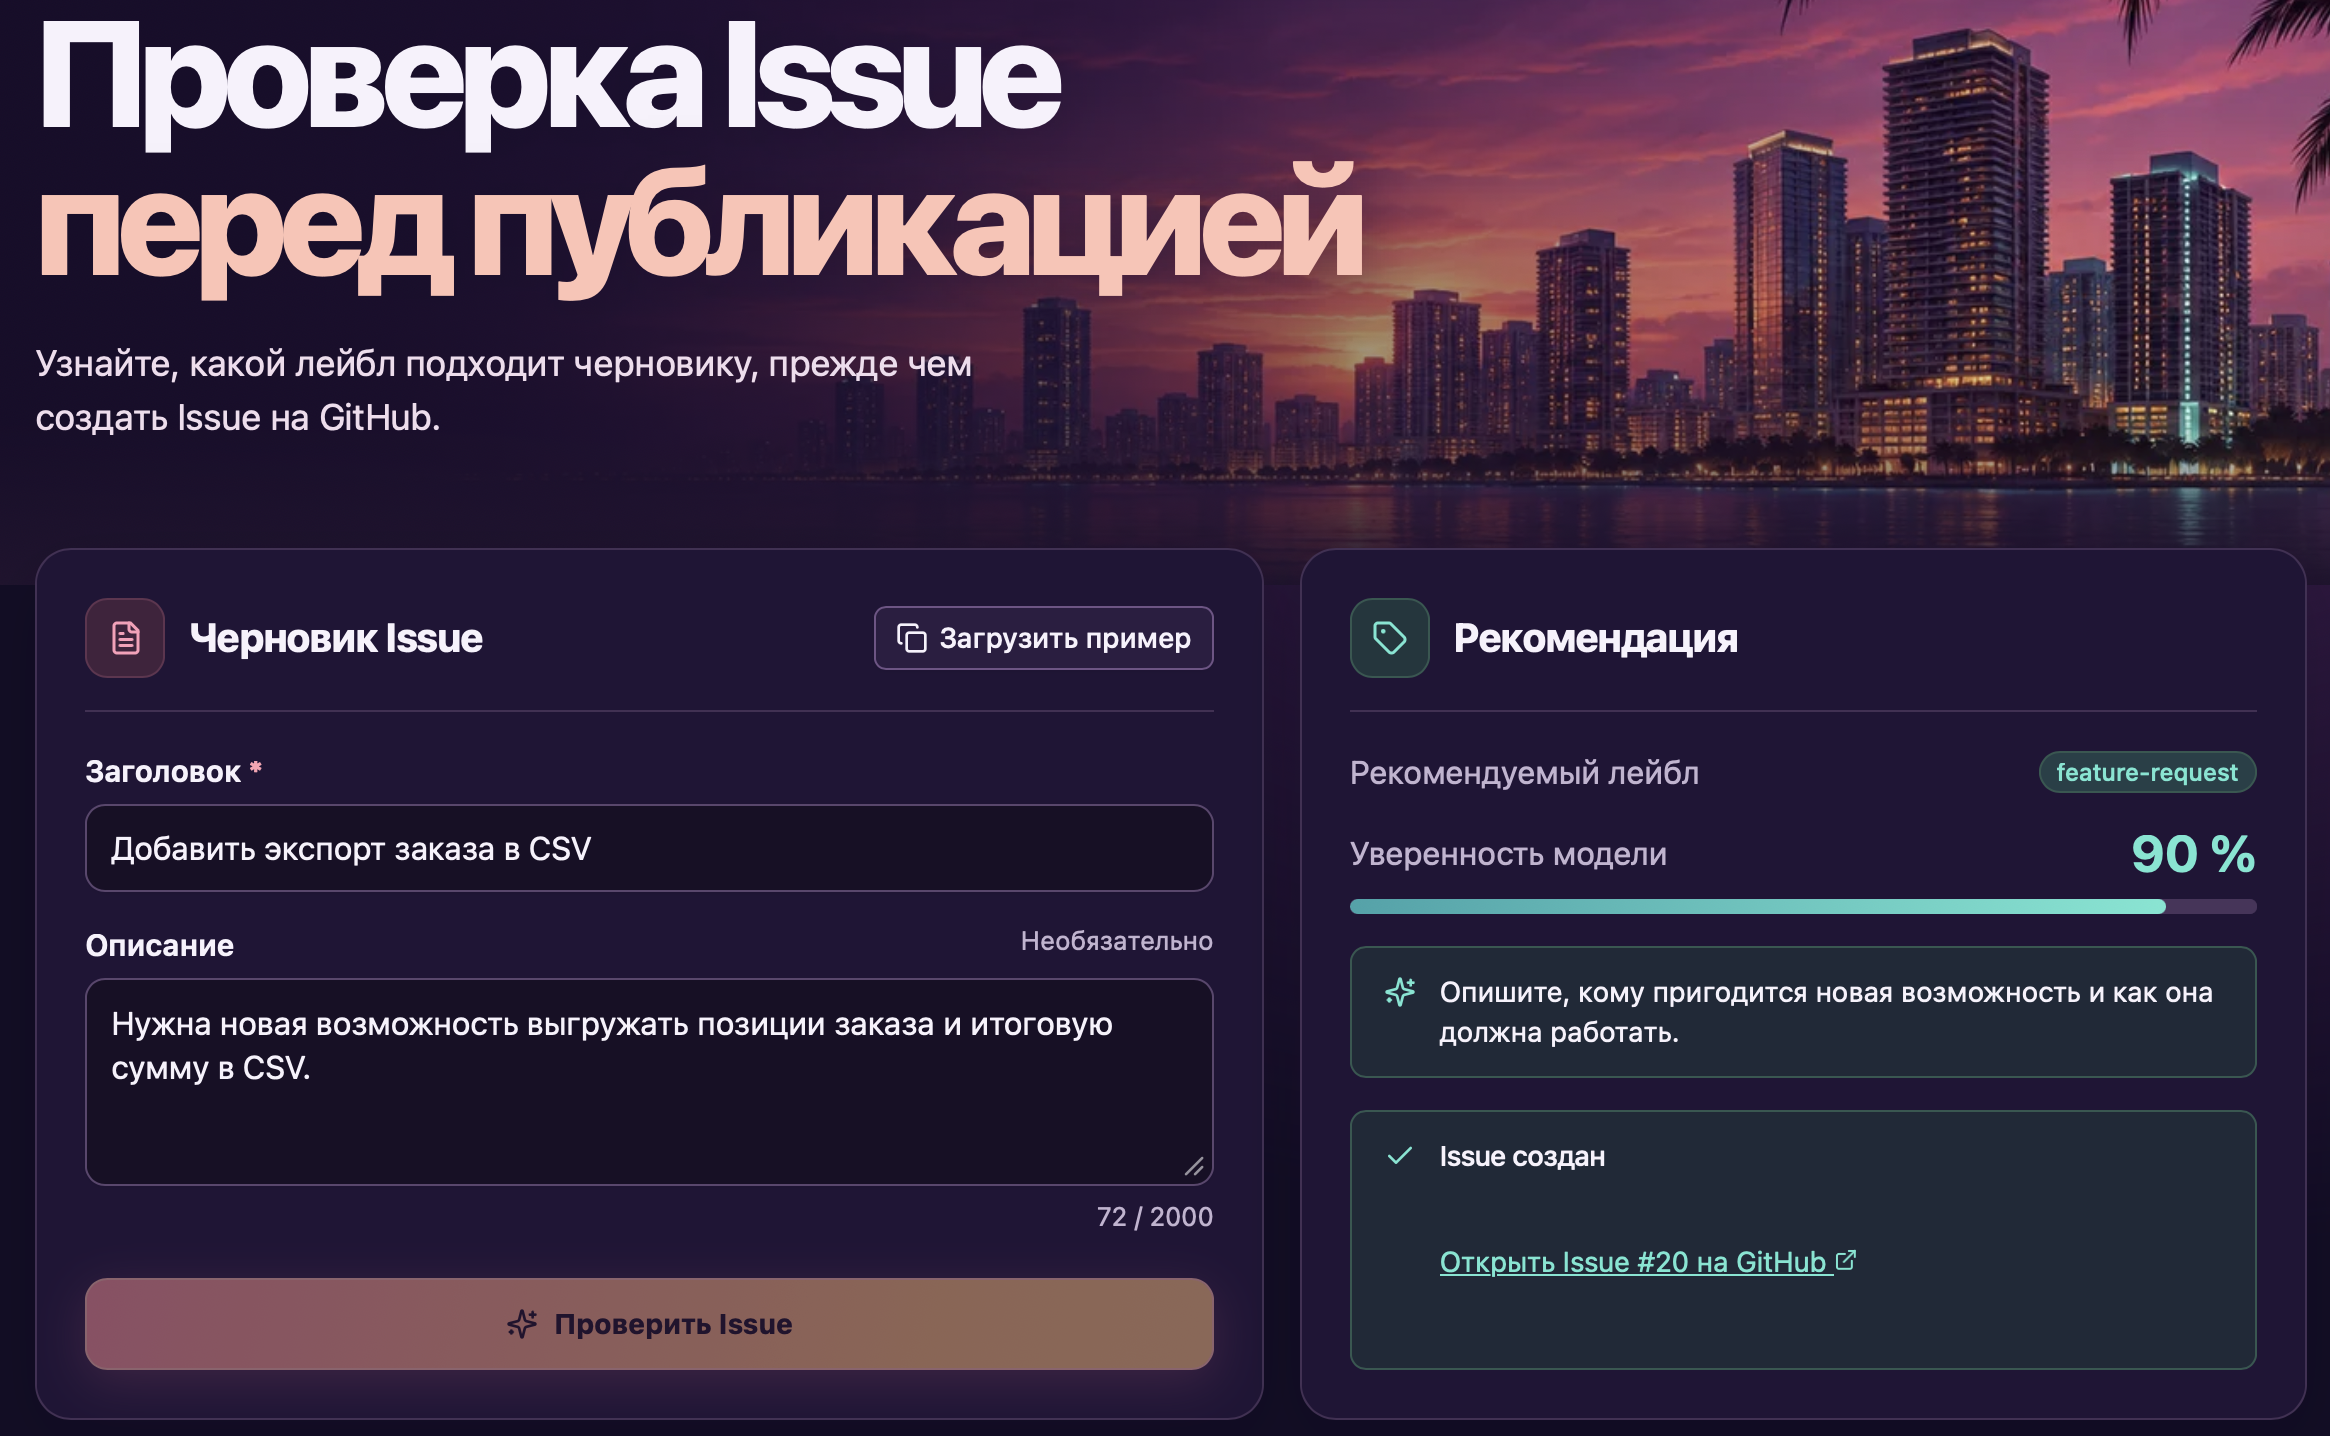 Проверка Issue
перед публикацией
Узнайте, какой лейбл подходит черновику, прежде чем
создать Issue на GitHub.
Черновик Issue
Загрузить пример
Заголовок *
Добавить экспорт заказа в CSV
Описание
Необязательно
Нужна новая возможность выгружать позиции заказа и итоговую
сумму в CSV.
72 / 2000
Проверить Issue
Рекомендация
Рекомендуемый лейбл
feature-request
Уверенность модели
90 %
Опишите, кому пригодится новая возможность и как она
должна работать.
Issue создан
Открыть Issue #20 на GitHub